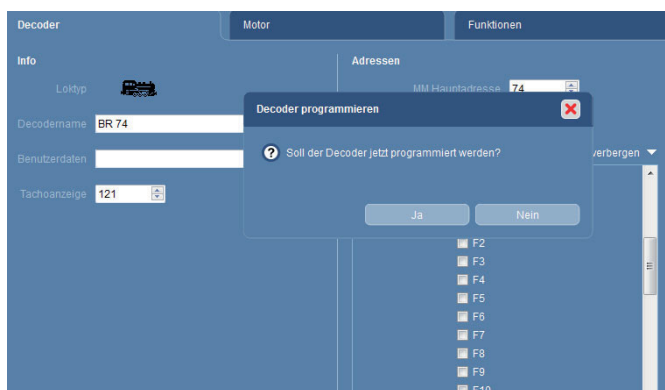 Decoder
Motor
Funktionen
Info
Adressen
Loktyp
MM Hauptadresse 74
Decoder programmieren
Decodername BR 74
Soll der Decoder jetzt programmiert werden?
verbergen
Benutzerdaten
Tachoanzeige 121
Ja
Nein
F2
F3
F4
F5
F6
F7
F8
F9
F10